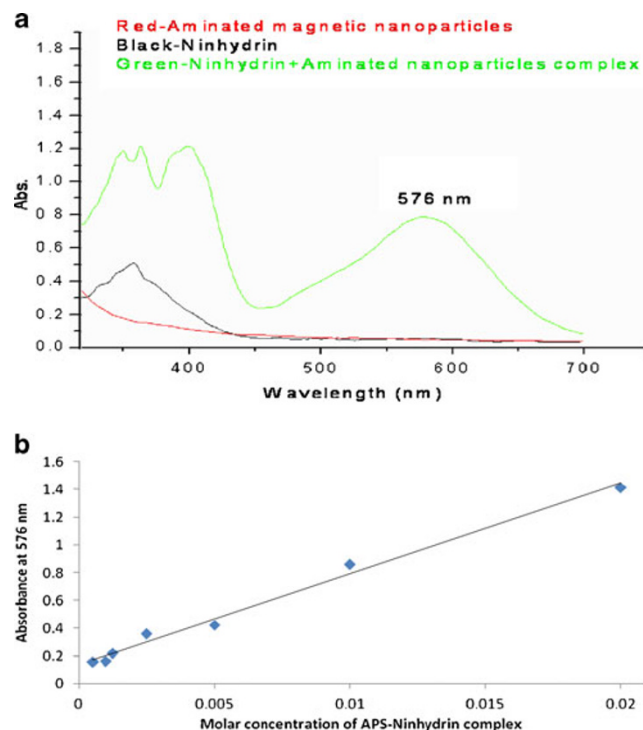 a
Red-Aminated magnetic nanoparticles
Black-Ninhydrin
Green-Ninhydrin+Aminated nanoparticles complex
1.8
1.6
1.4
1.2
1.0
0 8
0.6
0.4
0.2
0.0
Abs.
576 nm
400
500
600
700
Wavelength (nm)
b
1.6
1.4
1.2
1
0.8
0.6
0.4
0.2
0
Absorbance at 576 nm
0
0.005
0.01
0.015
0.02
Molar concentration of APS-Ninhydrin complex